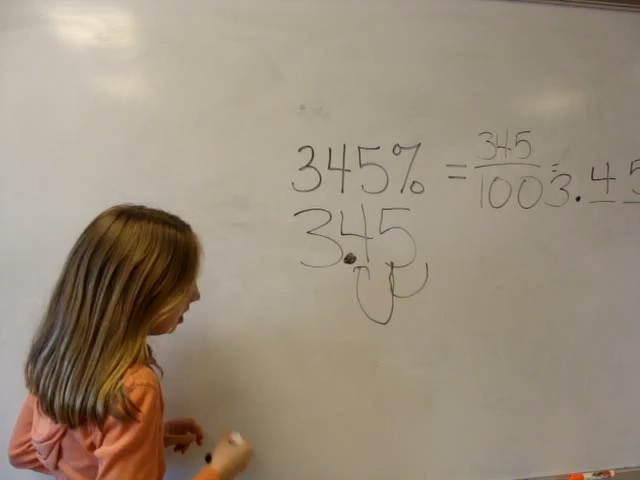 345% = 345/100 = 3.45
3.45